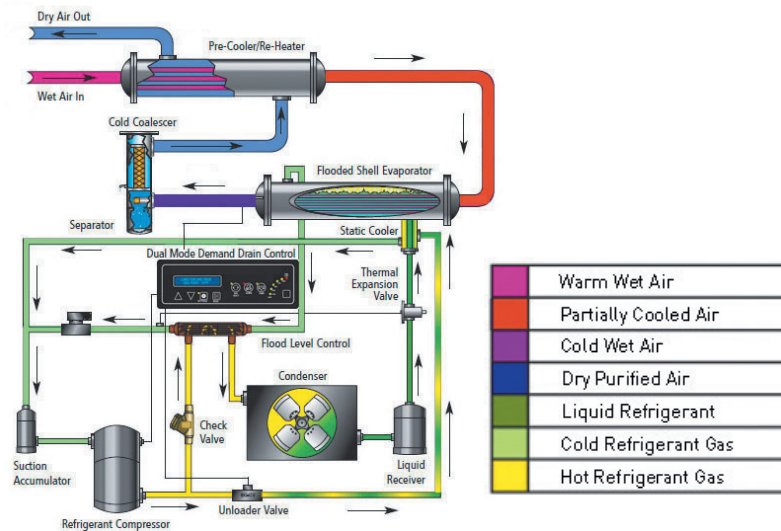 Dry Air Out
Pre-Cooler/Re-Heater
Wet Air In
Cold Coalescer
Flooded Shell Evaporator
Separator
Static Cooler
Dual Mode Demand Drain Control
Thermal
Expansion
Valve
Flood Level Control
Condenser
Check
Valve
Suction
Accumulator
Liquid
Receiver
Refrigerant Compressor
Unloader Valve
Warm Wet Air
Partially Cooled Air
Cold Wet Air
Dry Purified Air
Liquid Refrigerant
Cold Refrigerant Gas
Hot Refrigerant Gas